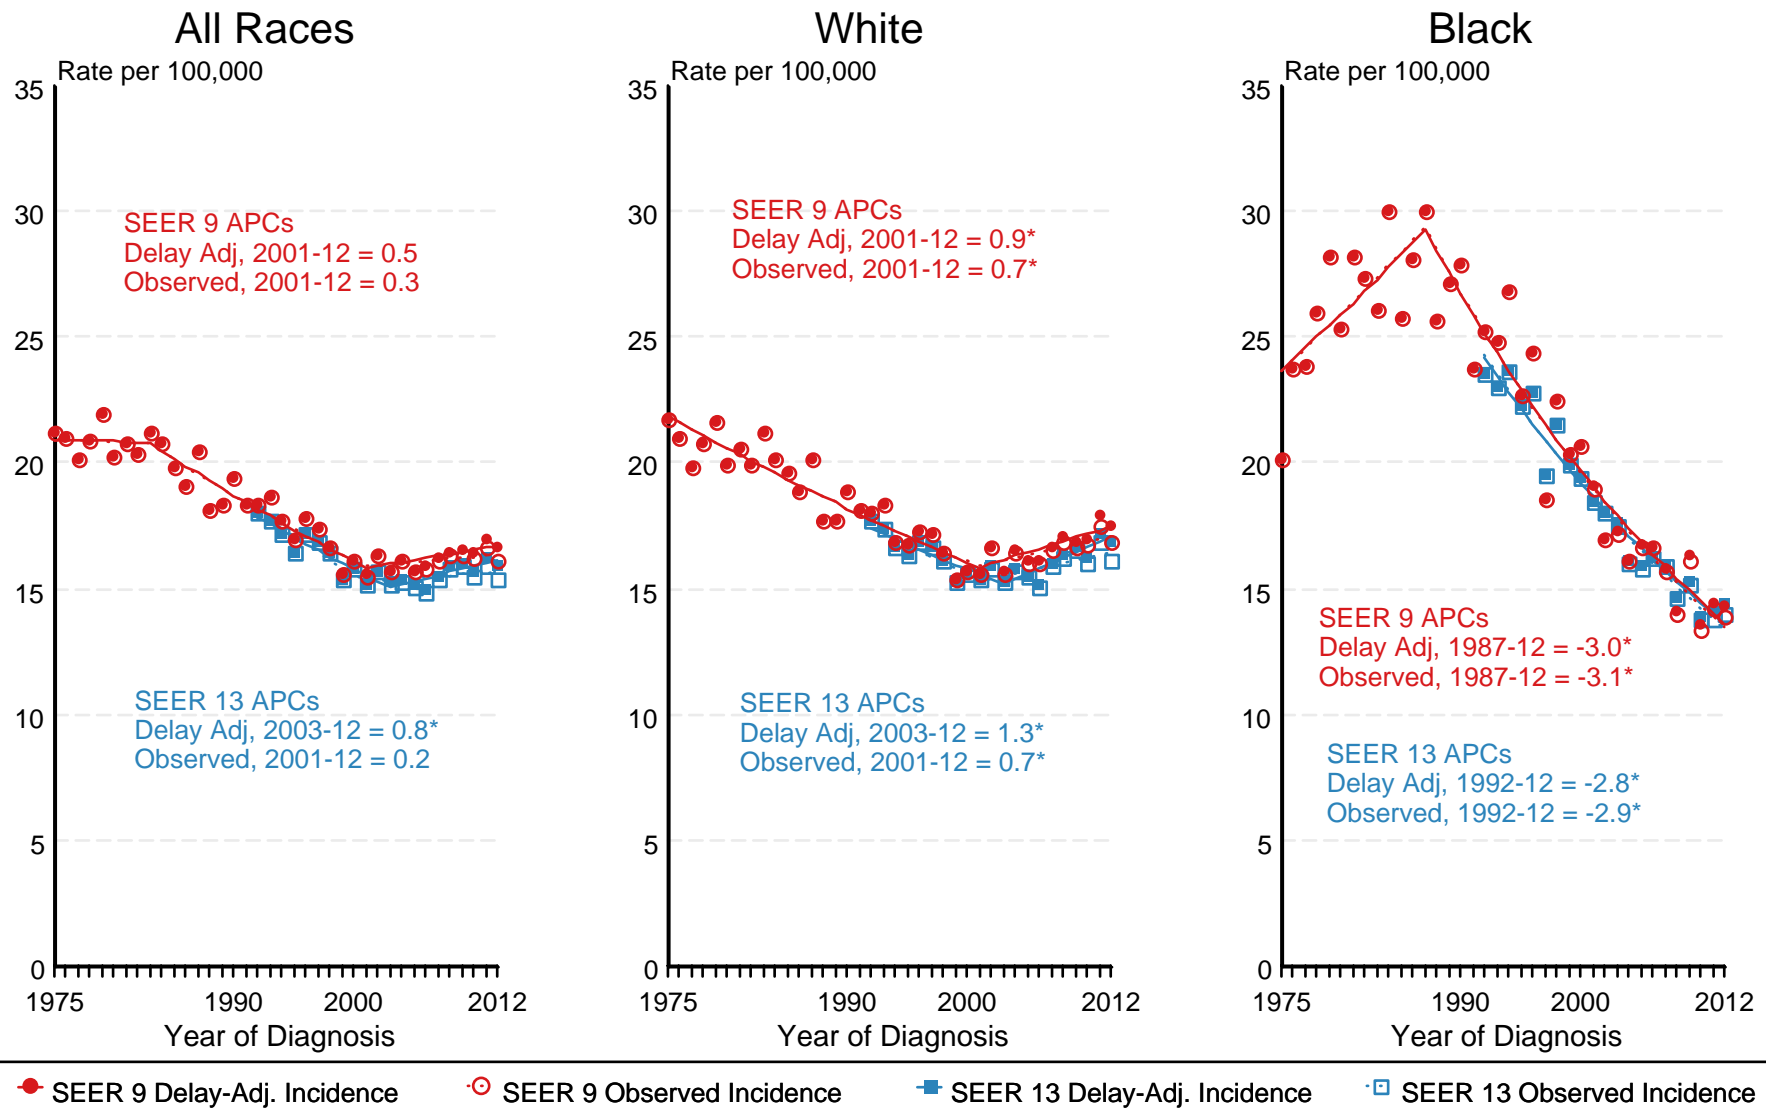 All Races
Rate per 100,000
35
30
25
20
15
10
5
0
SEER 9 APCs
Delay Adj, 2001-12 = 0.5
Observed, 2001-12 = 0.3
SEER 13 APCs
Delay Adj, 2003-12 = 0.8*
Observed, 2001-12 = 0.2
1975 1990 2000 2012
Year of Diagnosis
White
Rate per 100,000
35
30
25
20
15
10
5
0
SEER 9 APCs
Delay Adj, 2001-12 = 0.9*
Observed, 2001-12 = 0.7*
SEER 13 APCs
Delay Adj, 2003-12 = 1.3*
Observed, 2001-12 = 0.7*
1975 1990 2000 2012
Year of Diagnosis
Black
Rate per 100,000
35
30
25
20
15
10
5
0
SEER 9 APCs
Delay Adj, 1987-12 = -3.0*
Observed, 1987-12 = -3.1*
SEER 13 APCs
Delay Adj, 1992-12 = -2.8*
Observed, 1992-12 = -2.9*
1975 1990 2000 2012
Year of Diagnosis
SEER 9 Delay-Adj. Incidence
SEER 9 Observed Incidence
SEER 13 Delay-Adj. Incidence
SEER 13 Observed Incidence